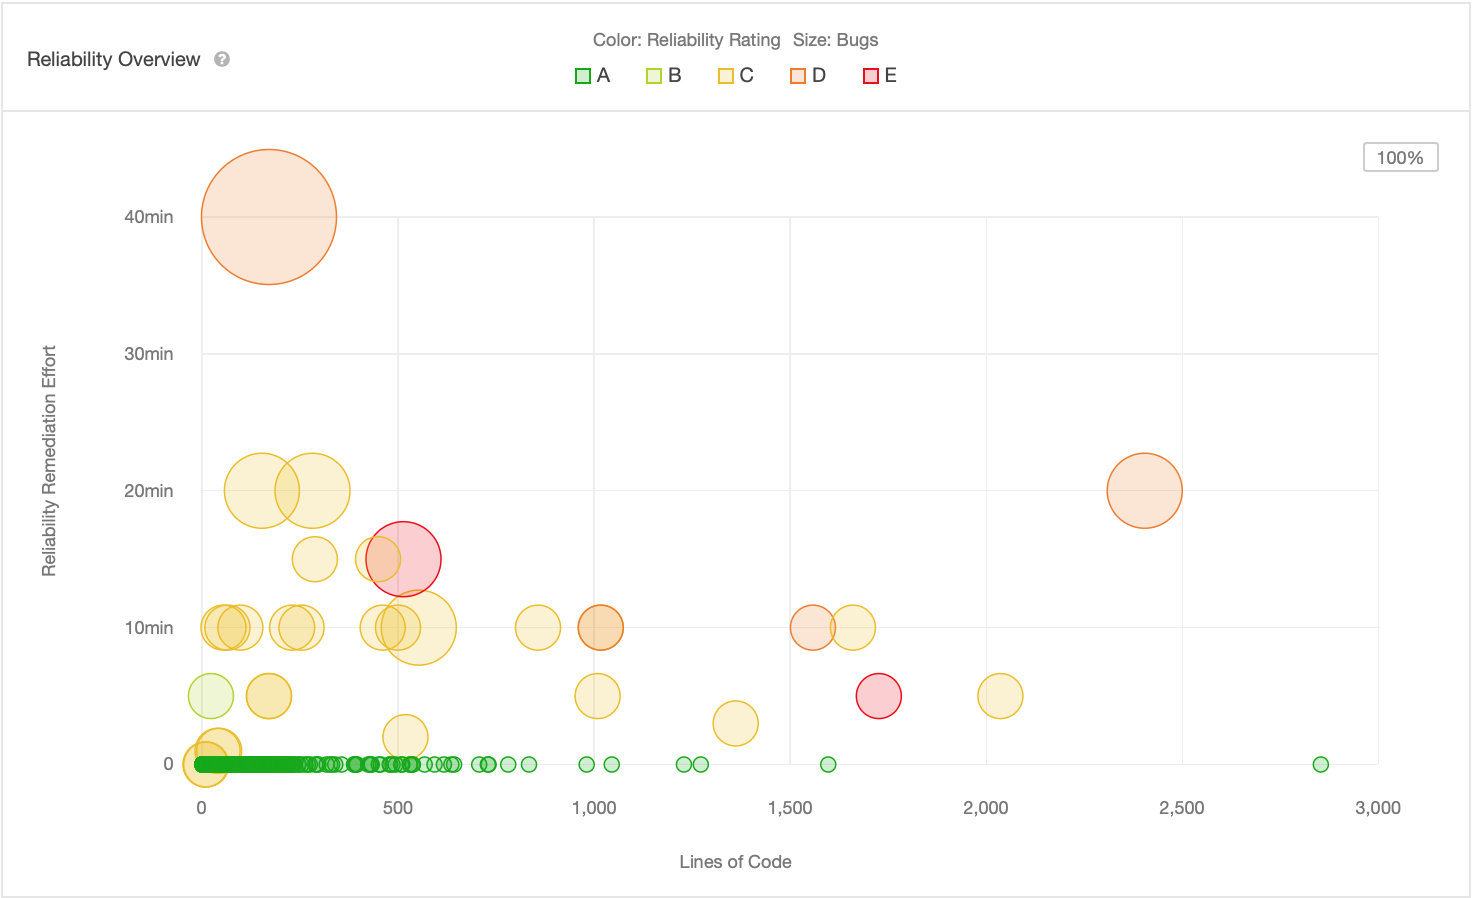 Color: Reliability Rating Size: Bugs
Reliability Overview ?
A B C D E
100%
40min
30min
20min
10min
0
Reliability Remediation Effort
0 500 1,000 1,500 2,000 2,500 3,000
Lines of Code